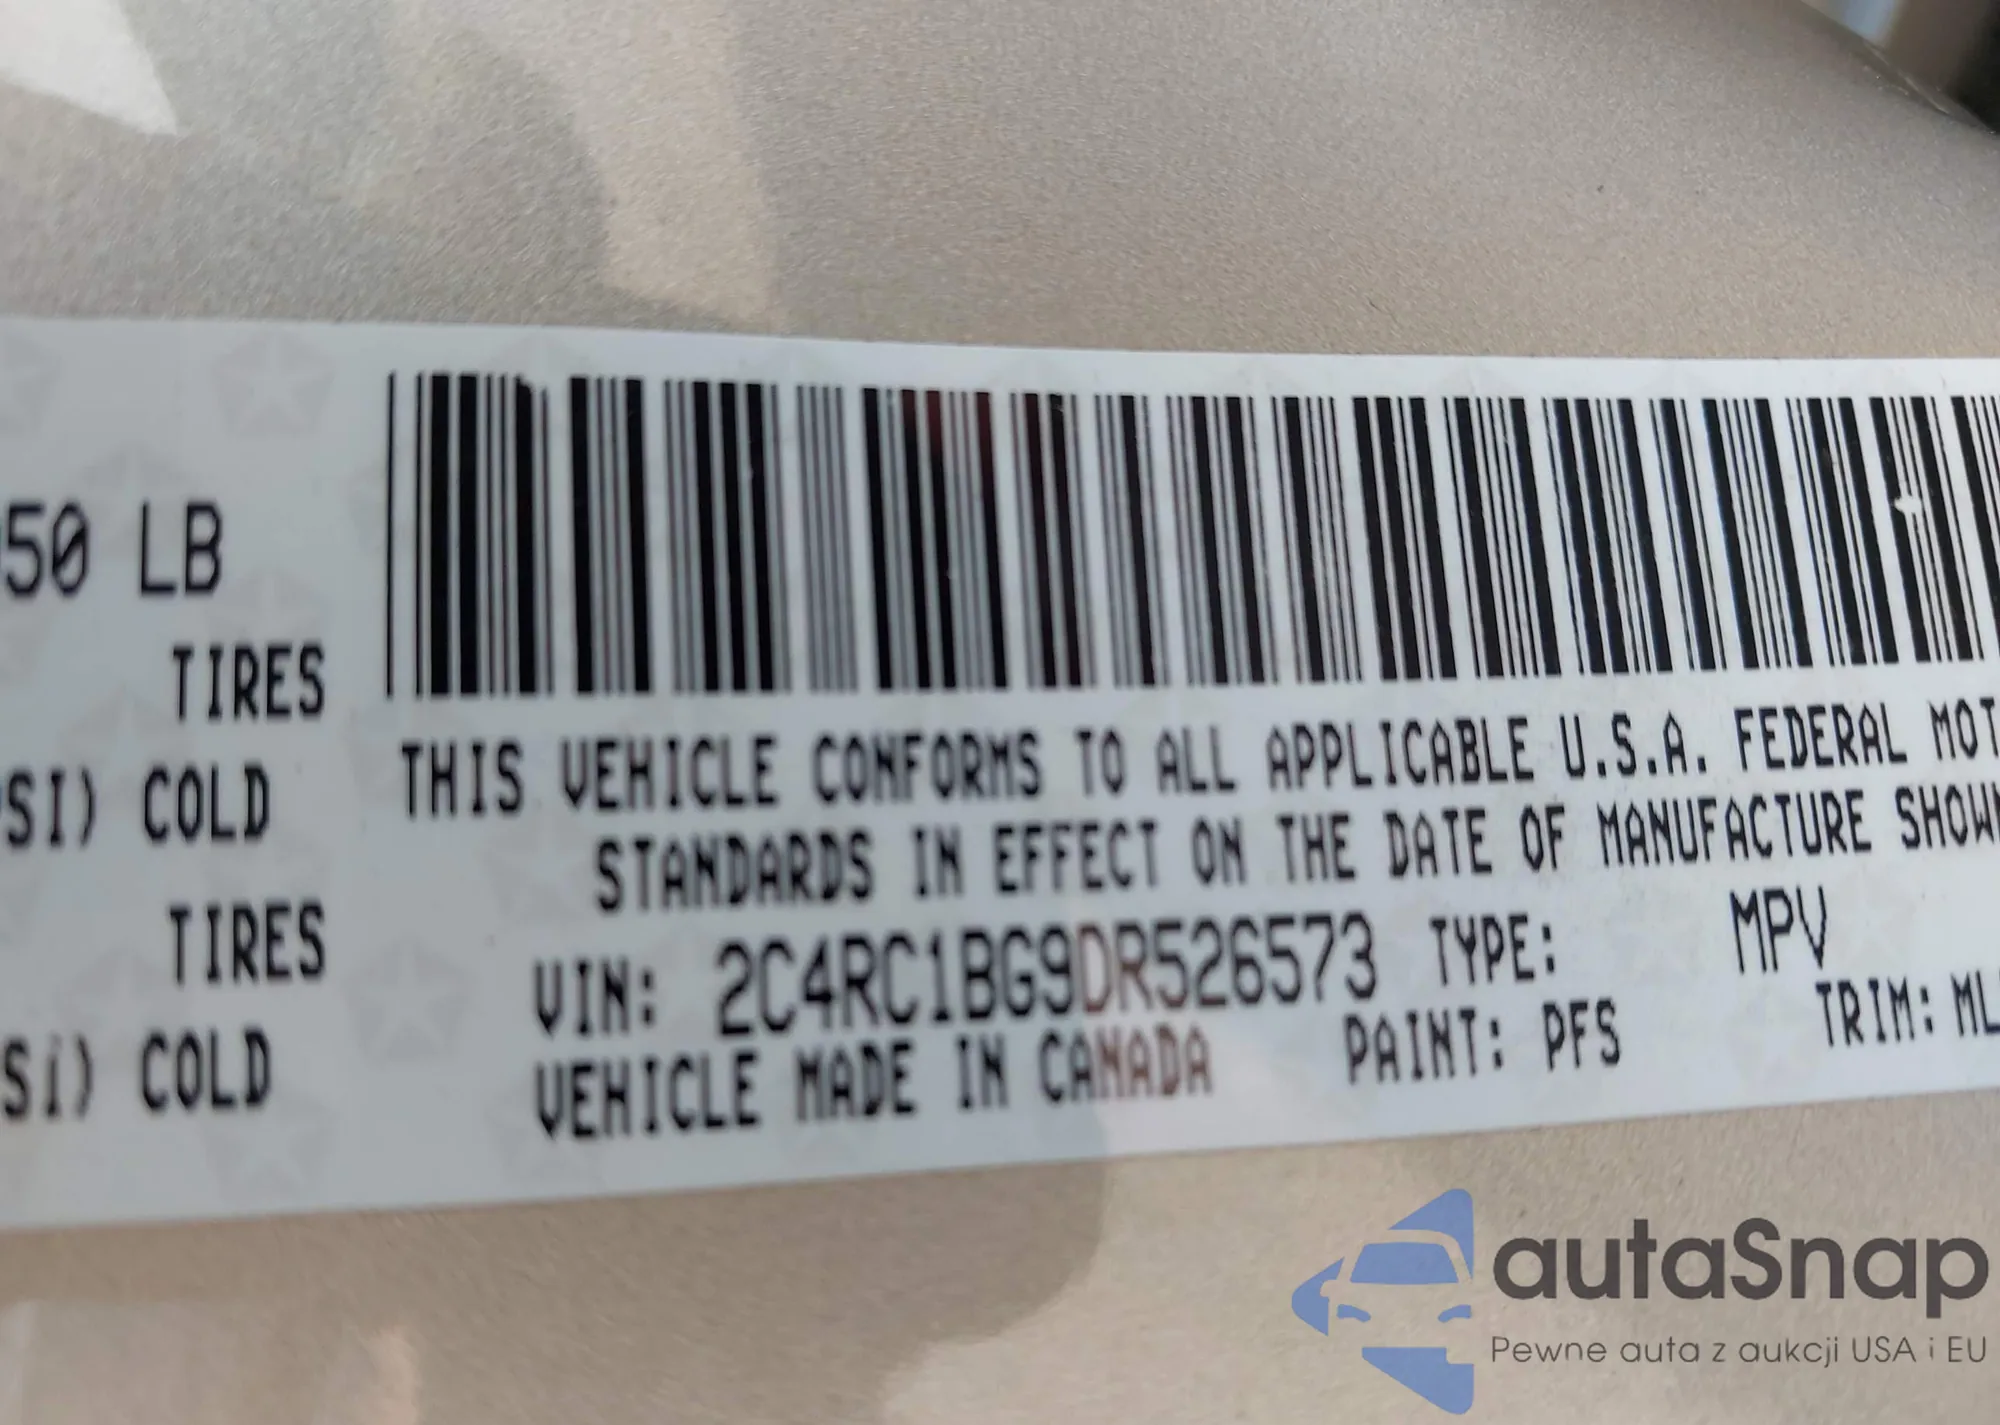 50 LB
TIRES
SI) COLD
TIRES
Si) COLD
THIS VEHICLE CONFORMS TO ALL APPLICABLE U.S.A. FEDERAL MOT
STANDARDS IN EFFECT ON THE DATE OF MANUFACTURE SHOWN
VIN: 2C4RC1BG9DR526573 TYPE: MPV
VEHICLE MADE IN CANADA PAINT: PFS TRIM: ML
autaSnap
Pewne auta z aukcji USA i EU